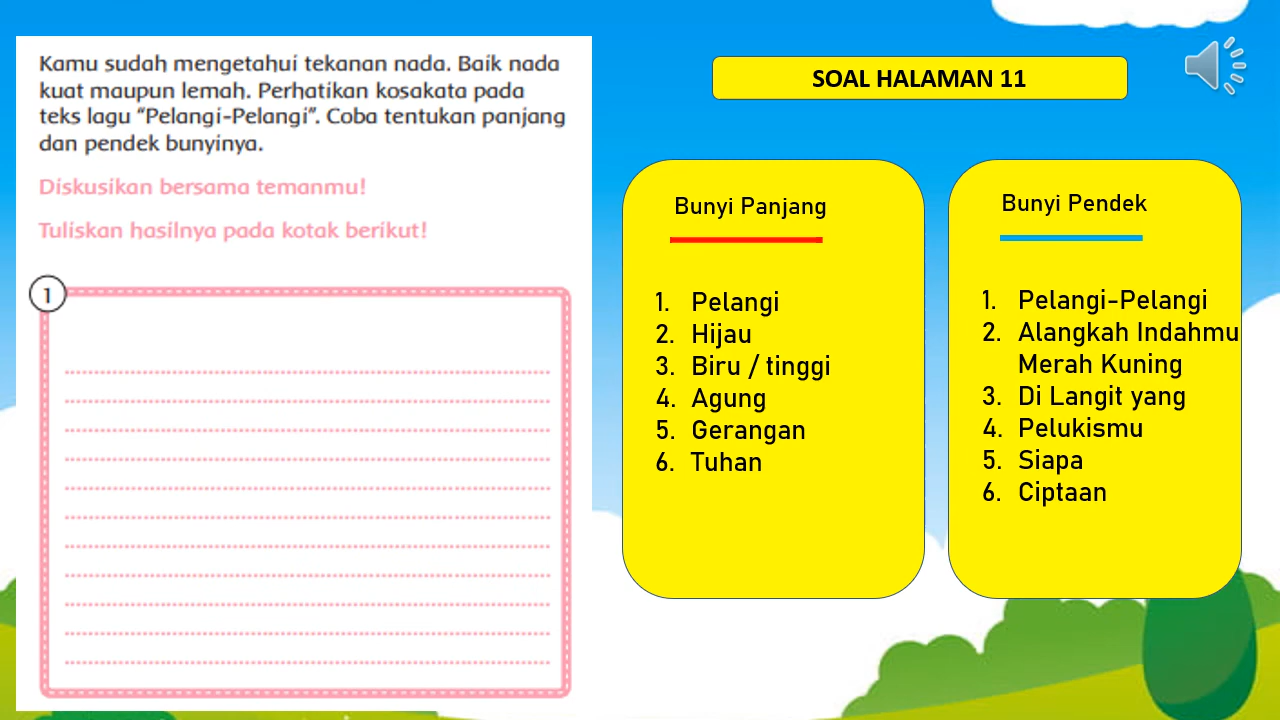 Kamu sudah mengetahui tekanan nada. Baik nada
kuat maupun lemah. Perhatikan kosakata pada
teks lagu “Pelangi-Pelangi”. Coba tentukan panjang
dan pendek bunyinya.
Diskusikan bersama temanmu!
Tuliskan hasilnya pada kotak berikut!
1
SOAL HALAMAN 11
Bunyi Panjang
1. Pelangi
2. Hijau
3. Biru / tinggi
4. Agung
5. Gerangan
6. Tuhan
Bunyi Pendek
1. Pelangi-Pelangi
2. Alangkah Indahmu
Merah Kuning
3. Di Langit yang
4. Pelukismu
5. Siapa
6. Ciptaan